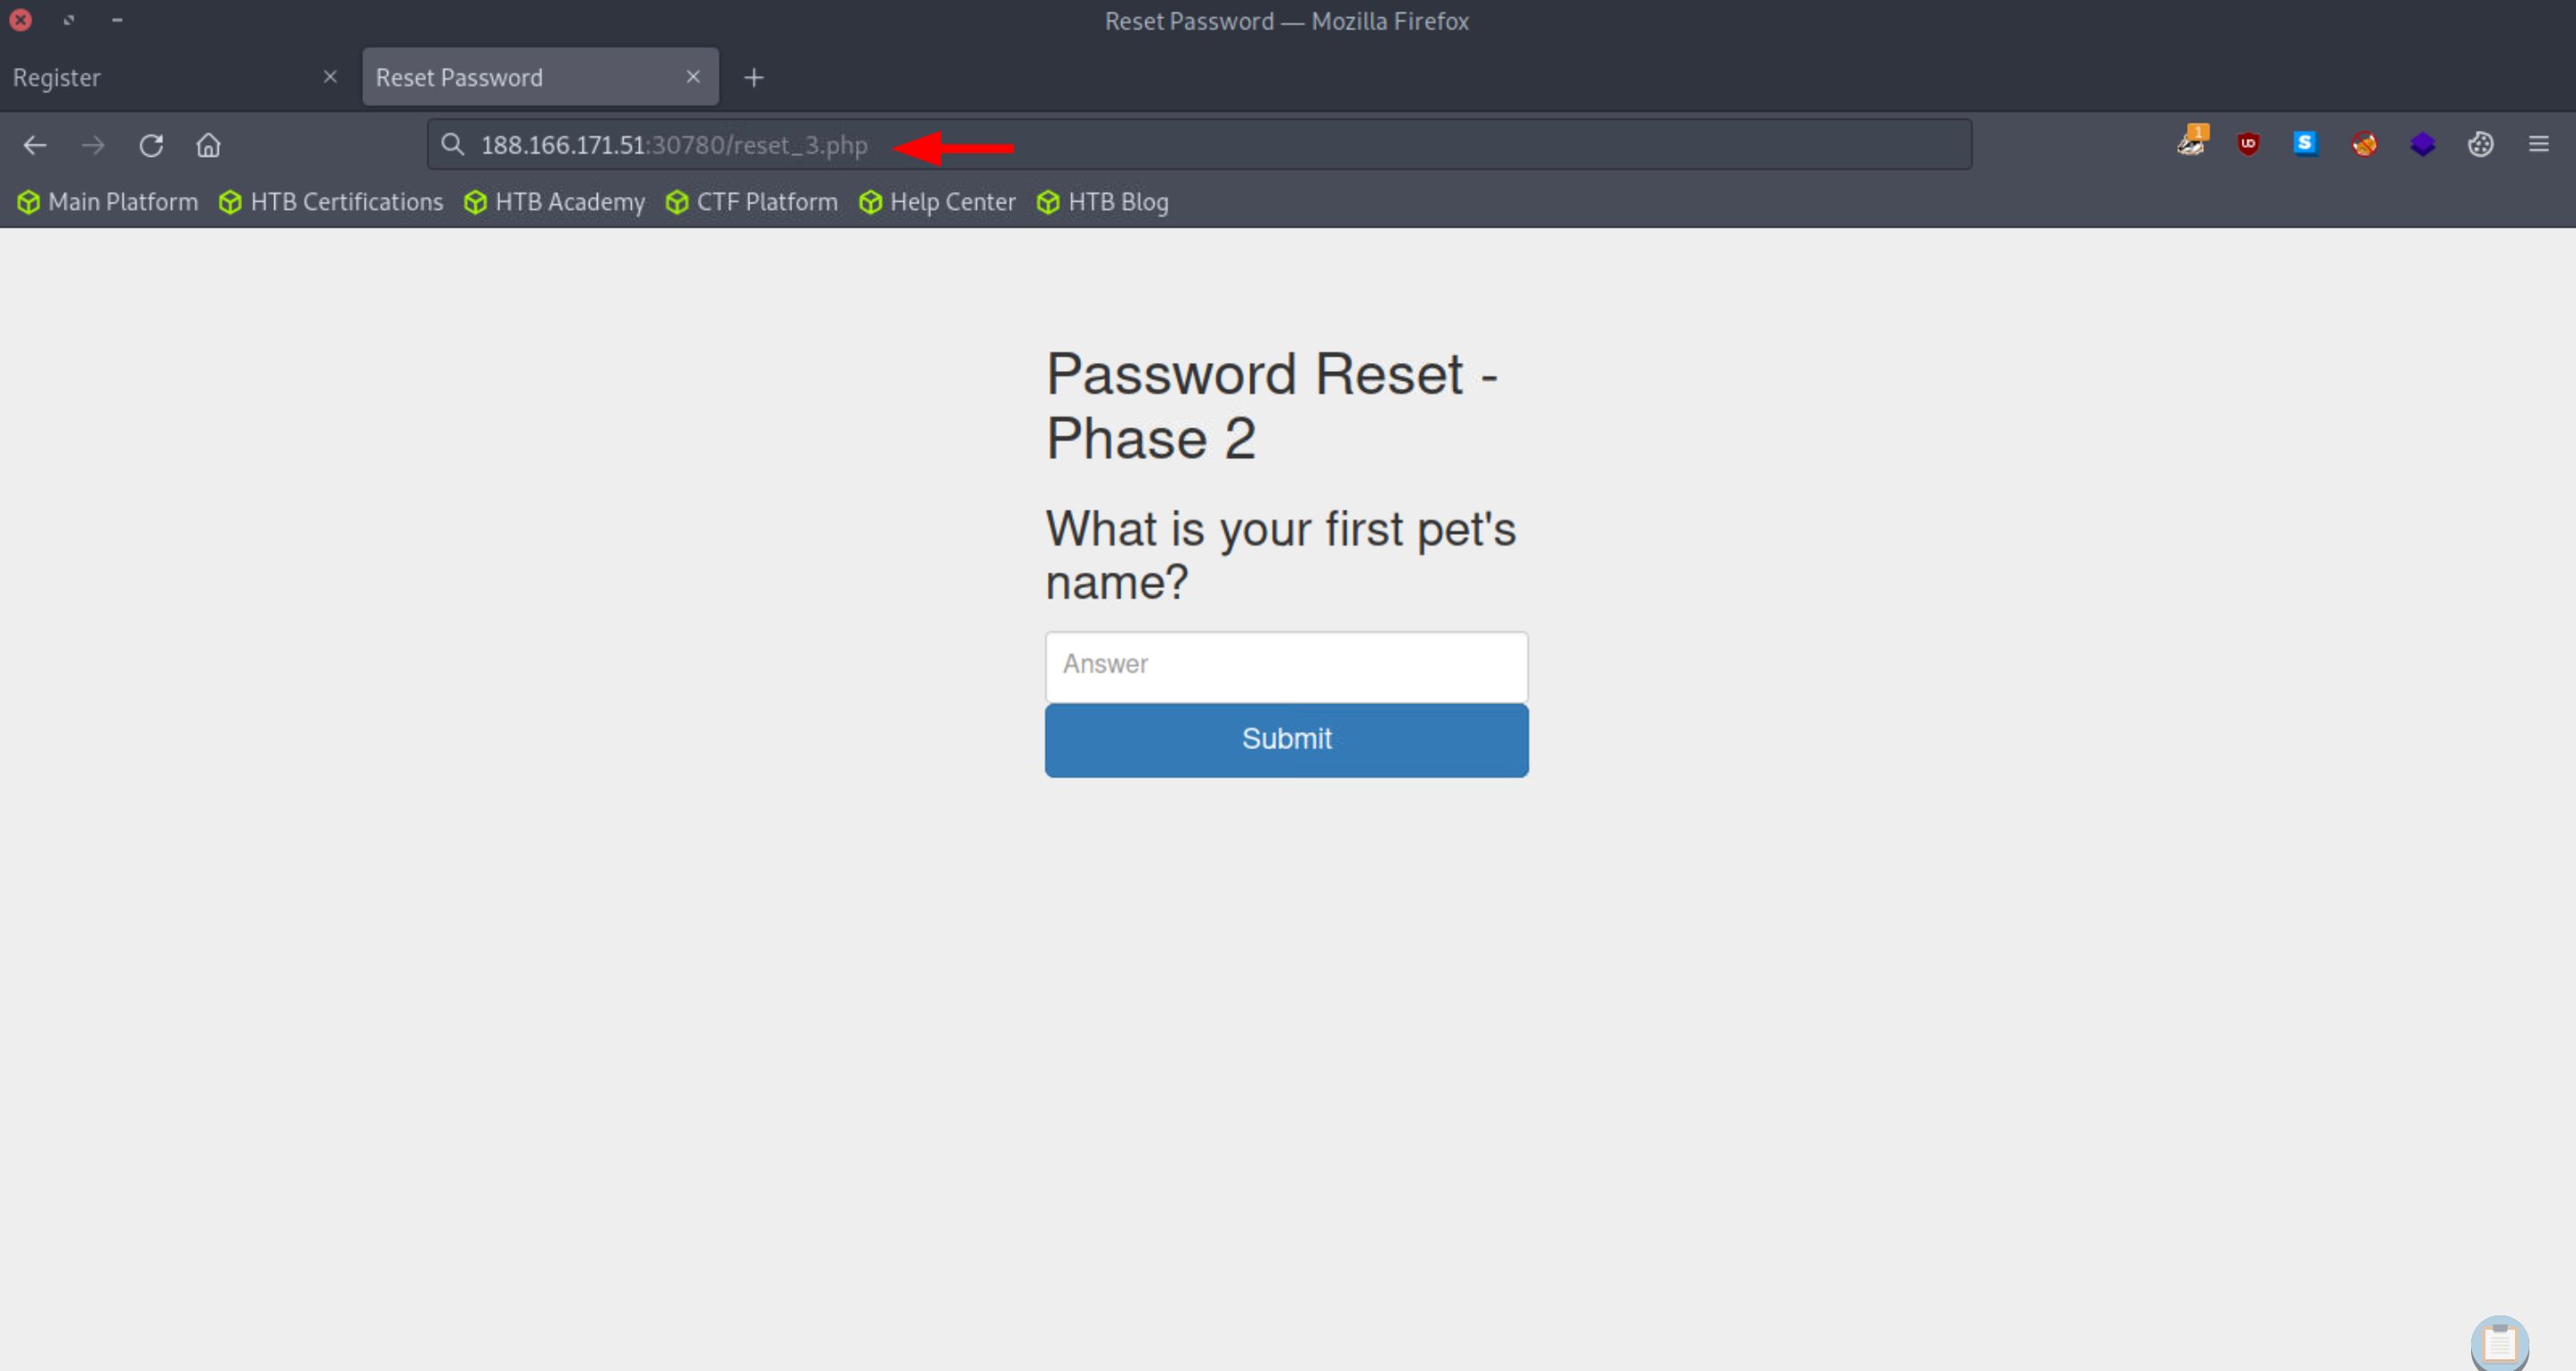 Reset Password — Mozilla Firefox
Register
Reset Password
188.166.171.51:30780/reset_3.php
1
UD
S
Main Platform
HTB Certifications
HTB Academy
CTF Platform
Help Center
HTB Blog
Password Reset -
Phase 2
What is your first pet's
name?
Answer
Submit